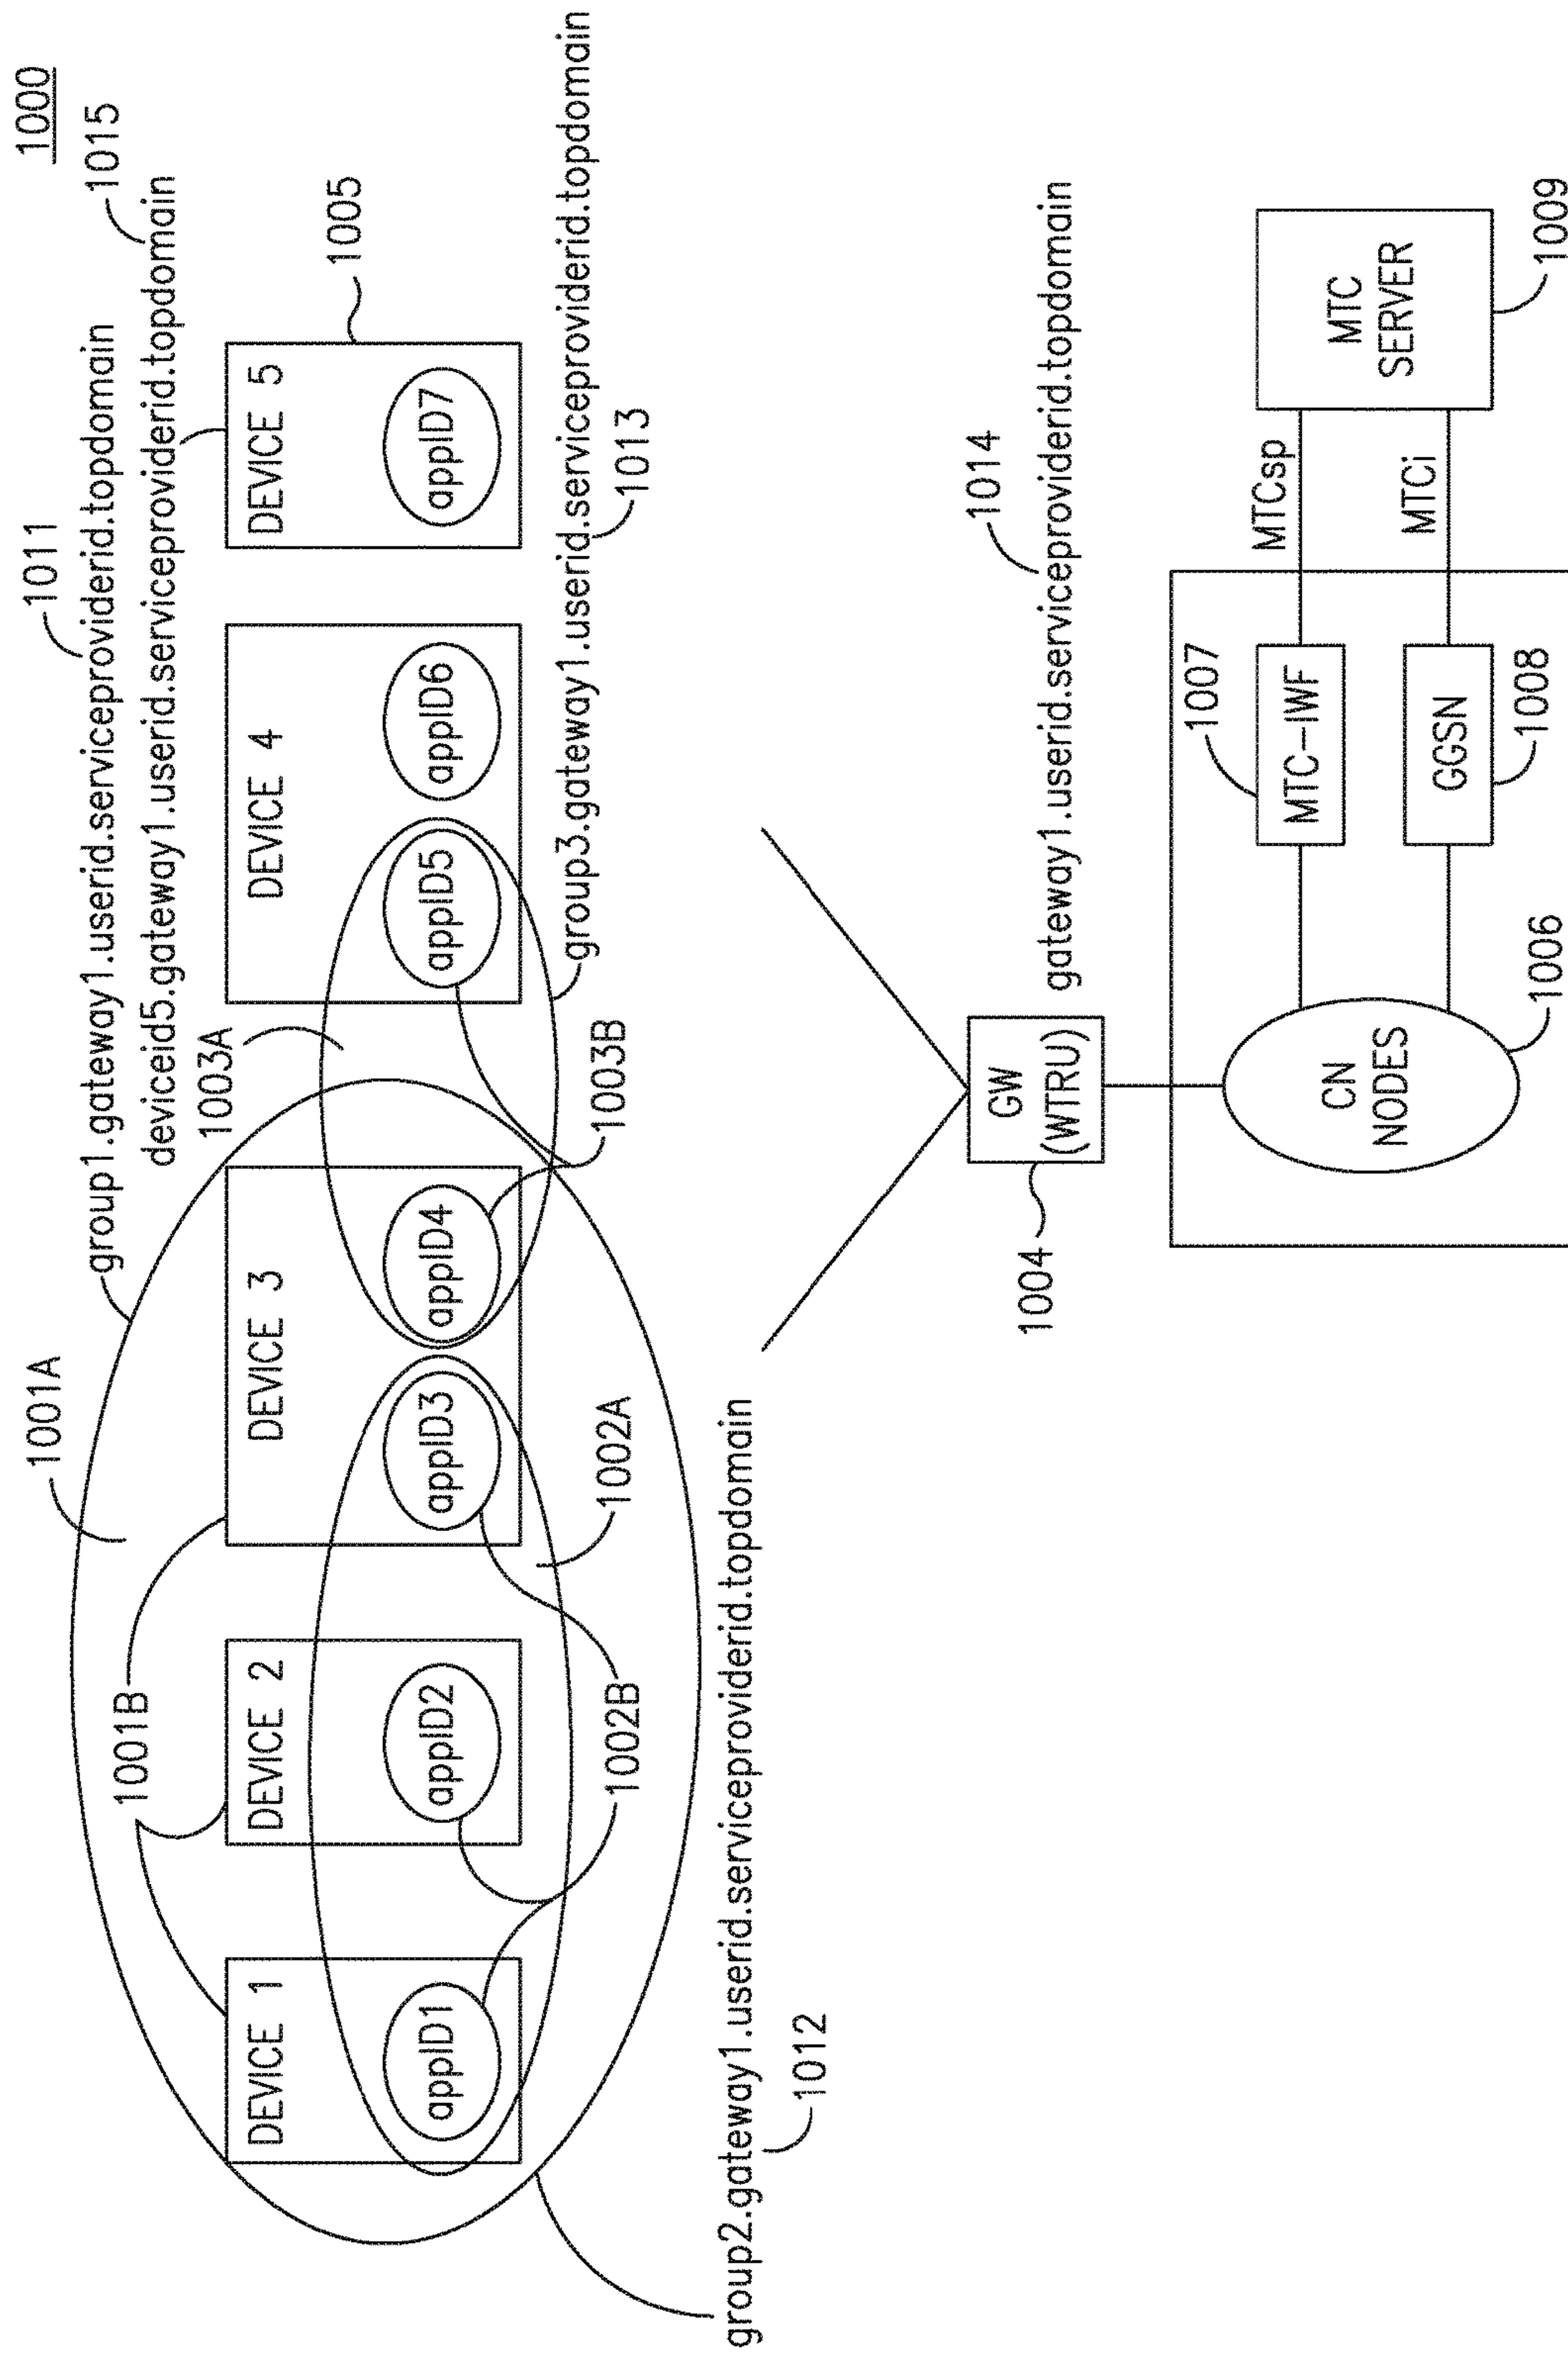 1000
1011
1015
group1.gateway1.userid.serviceproviderid.topdomain
deviceid5.gateway1.userid.serviceproviderid.topdomain
1001A
1001B
1003A
1005
DEVICE 1
DEVICE 2
DEVICE 3
DEVICE 4
DEVICE 5
appID1
appID2
appID3
appID4
appID5
appID6
appID7
group3.gateway1.userid.serviceproviderid.topdomain
1002B
1002A
1003B
1013
group2.gateway1.userid.serviceproviderid.topdomain
1012
1014
gateway1.userid.serviceproviderid.topdomain
1004
GW
(WTRU)
1007
MTCsp
MTC-IWF
MTC
SERVER
CN
NODES
MTCi
GGSN
1006
1008
1009